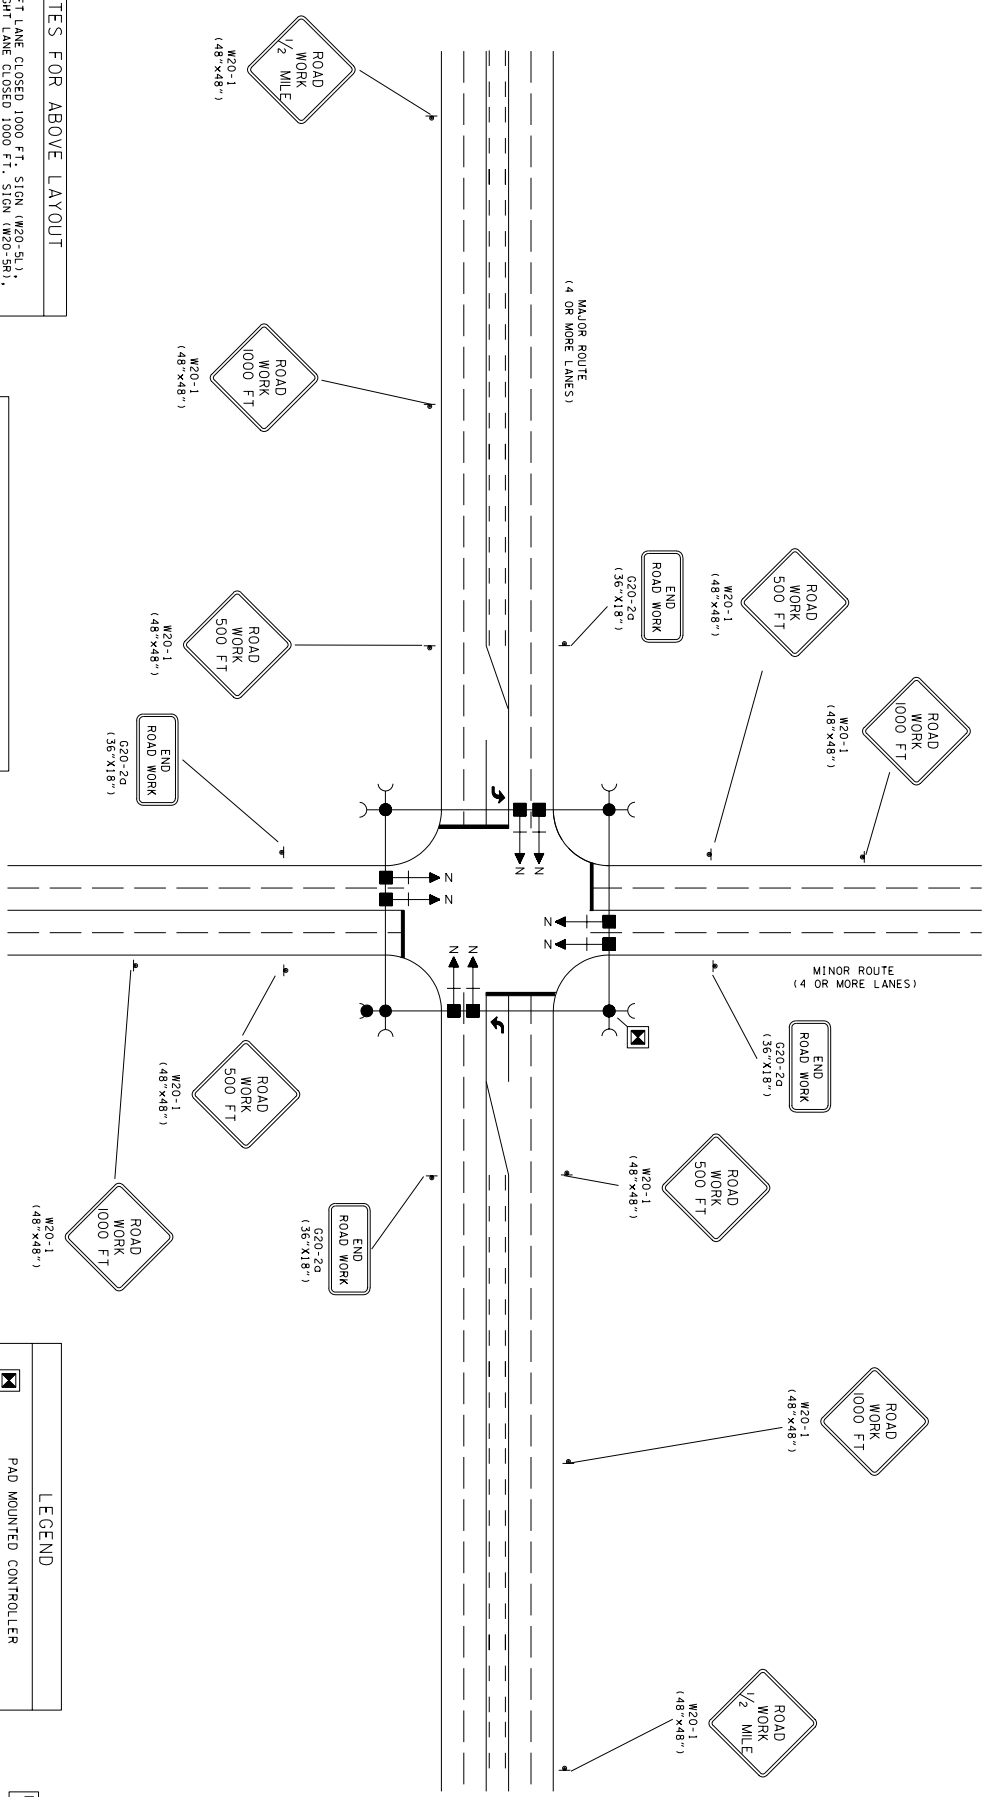 TES FOR ABOVE LAYOUT
FT LANE CLOSED 1000 FT. SIGN (W20-5L),
GHT LANE CLOSED 1000 FT. SIGN (W20-5R),
ROAD
WORK
1/2 MILE
W20-1
(48"x48")
ROAD
WORK
1000 FT
W20-1
(48"x48")
MAJOR ROUTE
(4 OR MORE LANES)
ROAD
WORK
500 FT
W20-1
(48"x48")
END
ROAD WORK
G20-2a
(36"X18")
ROAD
WORK
500 FT
W20-1
(48"x48")
ROAD
WORK
1000 FT
W20-1
(48"x48")
END
ROAD WORK
G20-2a
(36"X18")
N
N
N
N
N
N
N
N
MINOR ROUTE
(4 OR MORE LANES)
END
ROAD WORK
G20-2a
(36"X18")
ROAD
WORK
500 FT
W20-1
(48"x48")
ROAD
WORK
1000 FT
W20-1
(48"x48")
END
ROAD WORK
G20-2a
(36"X18")
ROAD
WORK
500 FT
W20-1
(48"x48")
ROAD
WORK
1000 FT
W20-1
(48"x48")
ROAD
WORK
1/2 MILE
W20-1
(48"x48")
LEGEND
PAD MOUNTED CONTROLLER